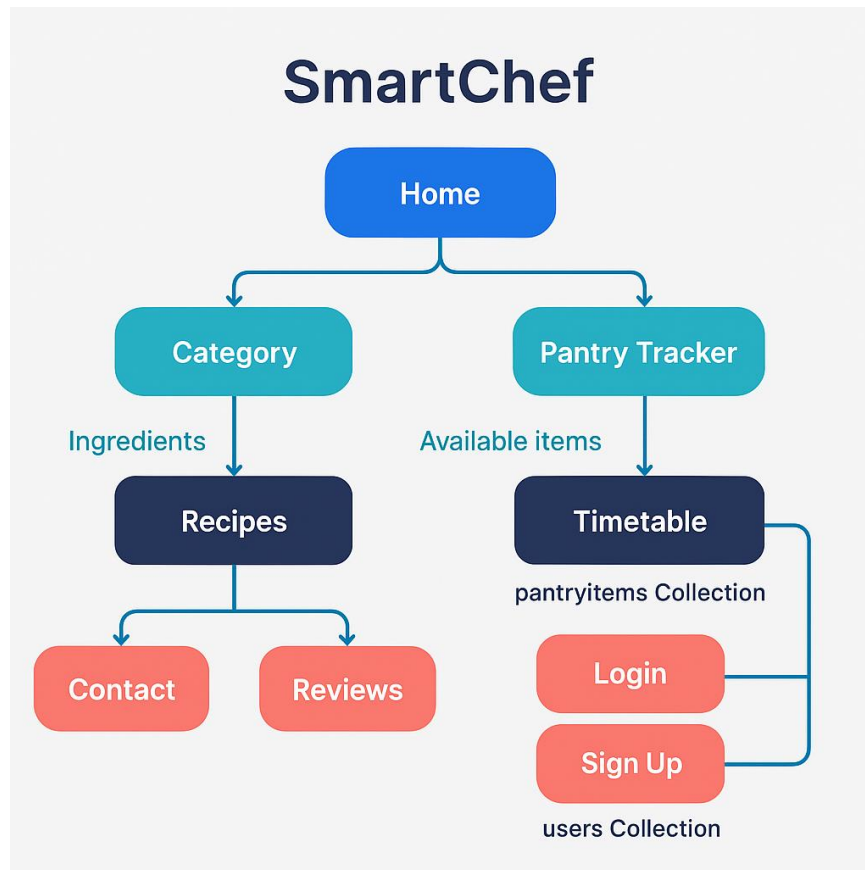 SmartChef
Home
Category
Pantry Tracker
Ingredients
Available items
Recipes
Timetable
pantryitems Collection
Contact
Reviews
Login
Sign Up
users Collection